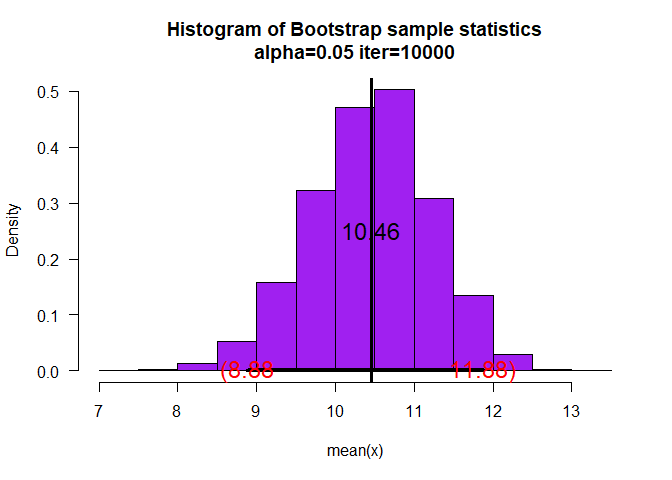 Histogram of Bootstrap sample statistics
alpha=0.05 iter=10000
Density
0.5
0.4
0.3
0.2
0.1
0.0
10.46
(8.88
11.88)
7 8 9 10 11 12 13
mean(x)